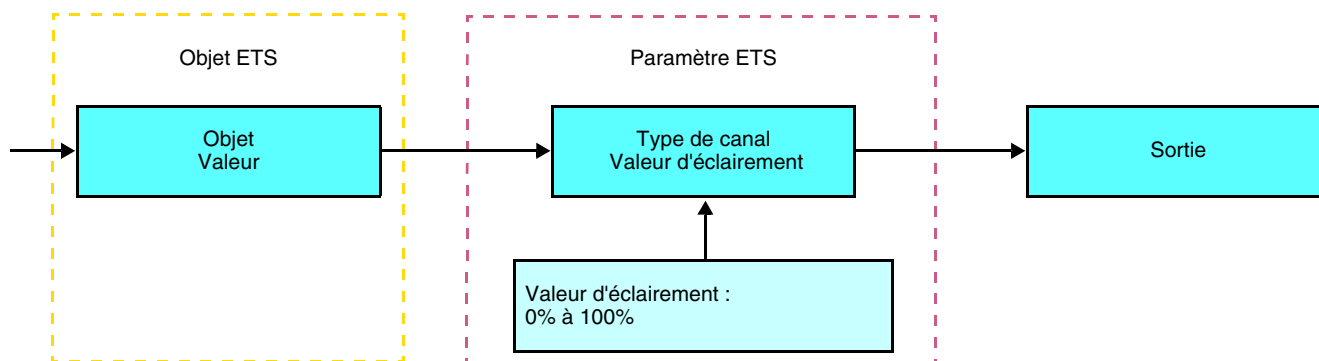 Objet ETS
Paramètre ETS
Objet
Valeur
Type de canal
Valeur d'éclairement
Sortie
Valeur d'éclairement :
0% à 100%